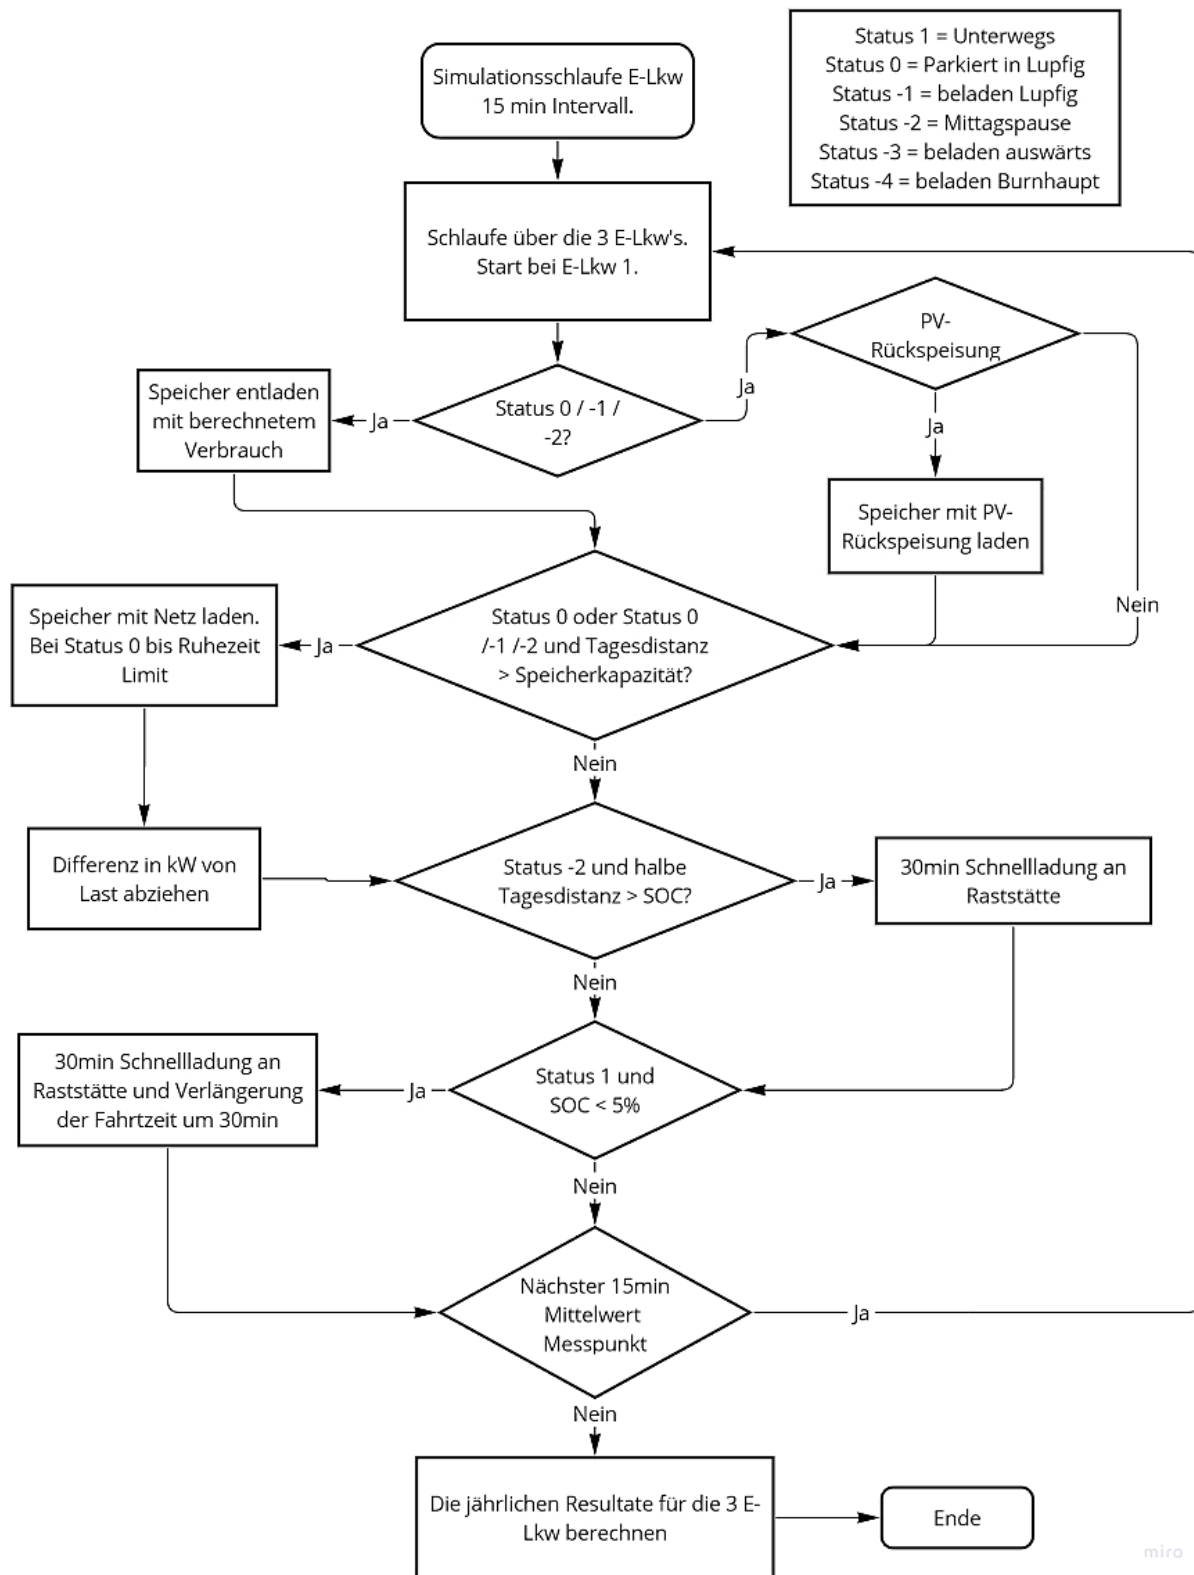 Status 1 = Unterwegs
Status 0 = Parkiert in Lupfig
Status -1 = beladen Lupfig
Status -2 = Mittagspause
Status -3 = beladen auswärts
Status -4 = beladen Burnhaupt
Simulationsschlaufe E-Lkw
15 min Intervall.
Schlaufe über die 3 E-Lkw's.
Start bei E-Lkw 1.
PV-
Rückspeisung
Speicher entladen
mit berechnetem
Verbrauch
Ja
Status 0 / -1 /
-2?
Ja
Ja
Speicher mit PV-
Rückspeisung laden
Nein
Speicher mit Netz laden.
Bei Status 0 bis Ruhezeit
Limit
Ja
Status 0 oder Status 0
/-1 /-2 und Tagesdistanz
> Speicherkapazität?
Nein
Differenz in kW von
Last abziehen
Status -2 und halbe
Tagesdistanz > SOC?
Ja
30min Schnellladung an
Raststätte
Nein
30min Schnellladung an
Raststätte und Verlängerung
der Fahrtzeit um 30min
Ja
Status 1 und
SOC < 5%
Nein
Nächster 15min
Mittelwert
Messpunkt
Ja
Nein
Die jährlichen Resultate für die 3 E-
Lkw berechnen
Ende
miro